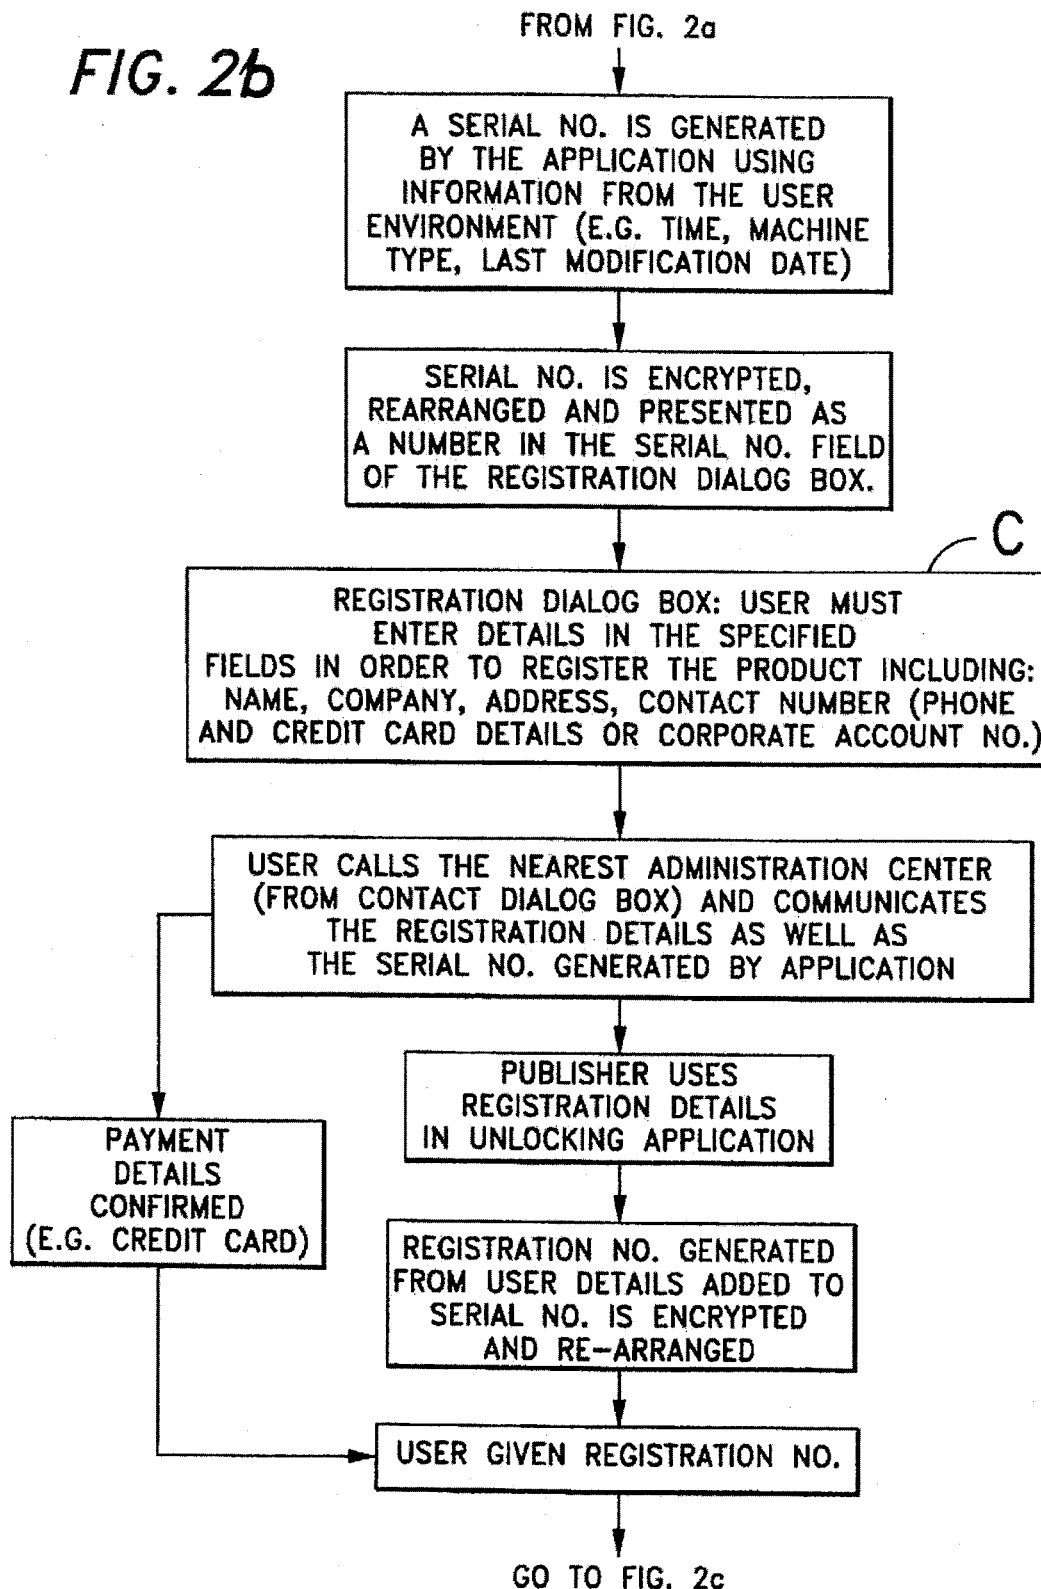 FROM FIG. 2a
FIG. 2b
A SERIAL NO. IS GENERATED
BY THE APPLICATION USING
INFORMATION FROM THE USER
ENVIRONMENT (E.G. TIME, MACHINE
TYPE, LAST MODIFICATION DATE)
SERIAL NO. IS ENCRYPTED,
REARRANGED AND PRESENTED AS
A NUMBER IN THE SERIAL NO. FIELD
OF THE REGISTRATION DIALOG BOX.
C
REGISTRATION DIALOG BOX: USER MUST
ENTER DETAILS IN THE SPECIFIED
FIELDS IN ORDER TO REGISTER THE PRODUCT INCLUDING:
NAME, COMPANY, ADDRESS, CONTACT NUMBER (PHONE
AND CREDIT CARD DETAILS OR CORPORATE ACCOUNT NO.)
USER CALLS THE NEAREST ADMINISTRATION CENTER
(FROM CONTACT DIALOG BOX) AND COMMUNICATES
THE REGISTRATION DETAILS AS WELL AS
THE SERIAL NO. GENERATED BY APPLICATION
PUBLISHER USES
REGISTRATION DETAILS
IN UNLOCKING APPLICATION
PAYMENT
DETAILS
CONFIRMED
(E.G. CREDIT CARD)
REGISTRATION NO. GENERATED
FROM USER DETAILS ADDED TO
SERIAL NO. IS ENCRYPTED
AND RE-ARRANGED
USER GIVEN REGISTRATION NO.
GO TO FIG. 2c